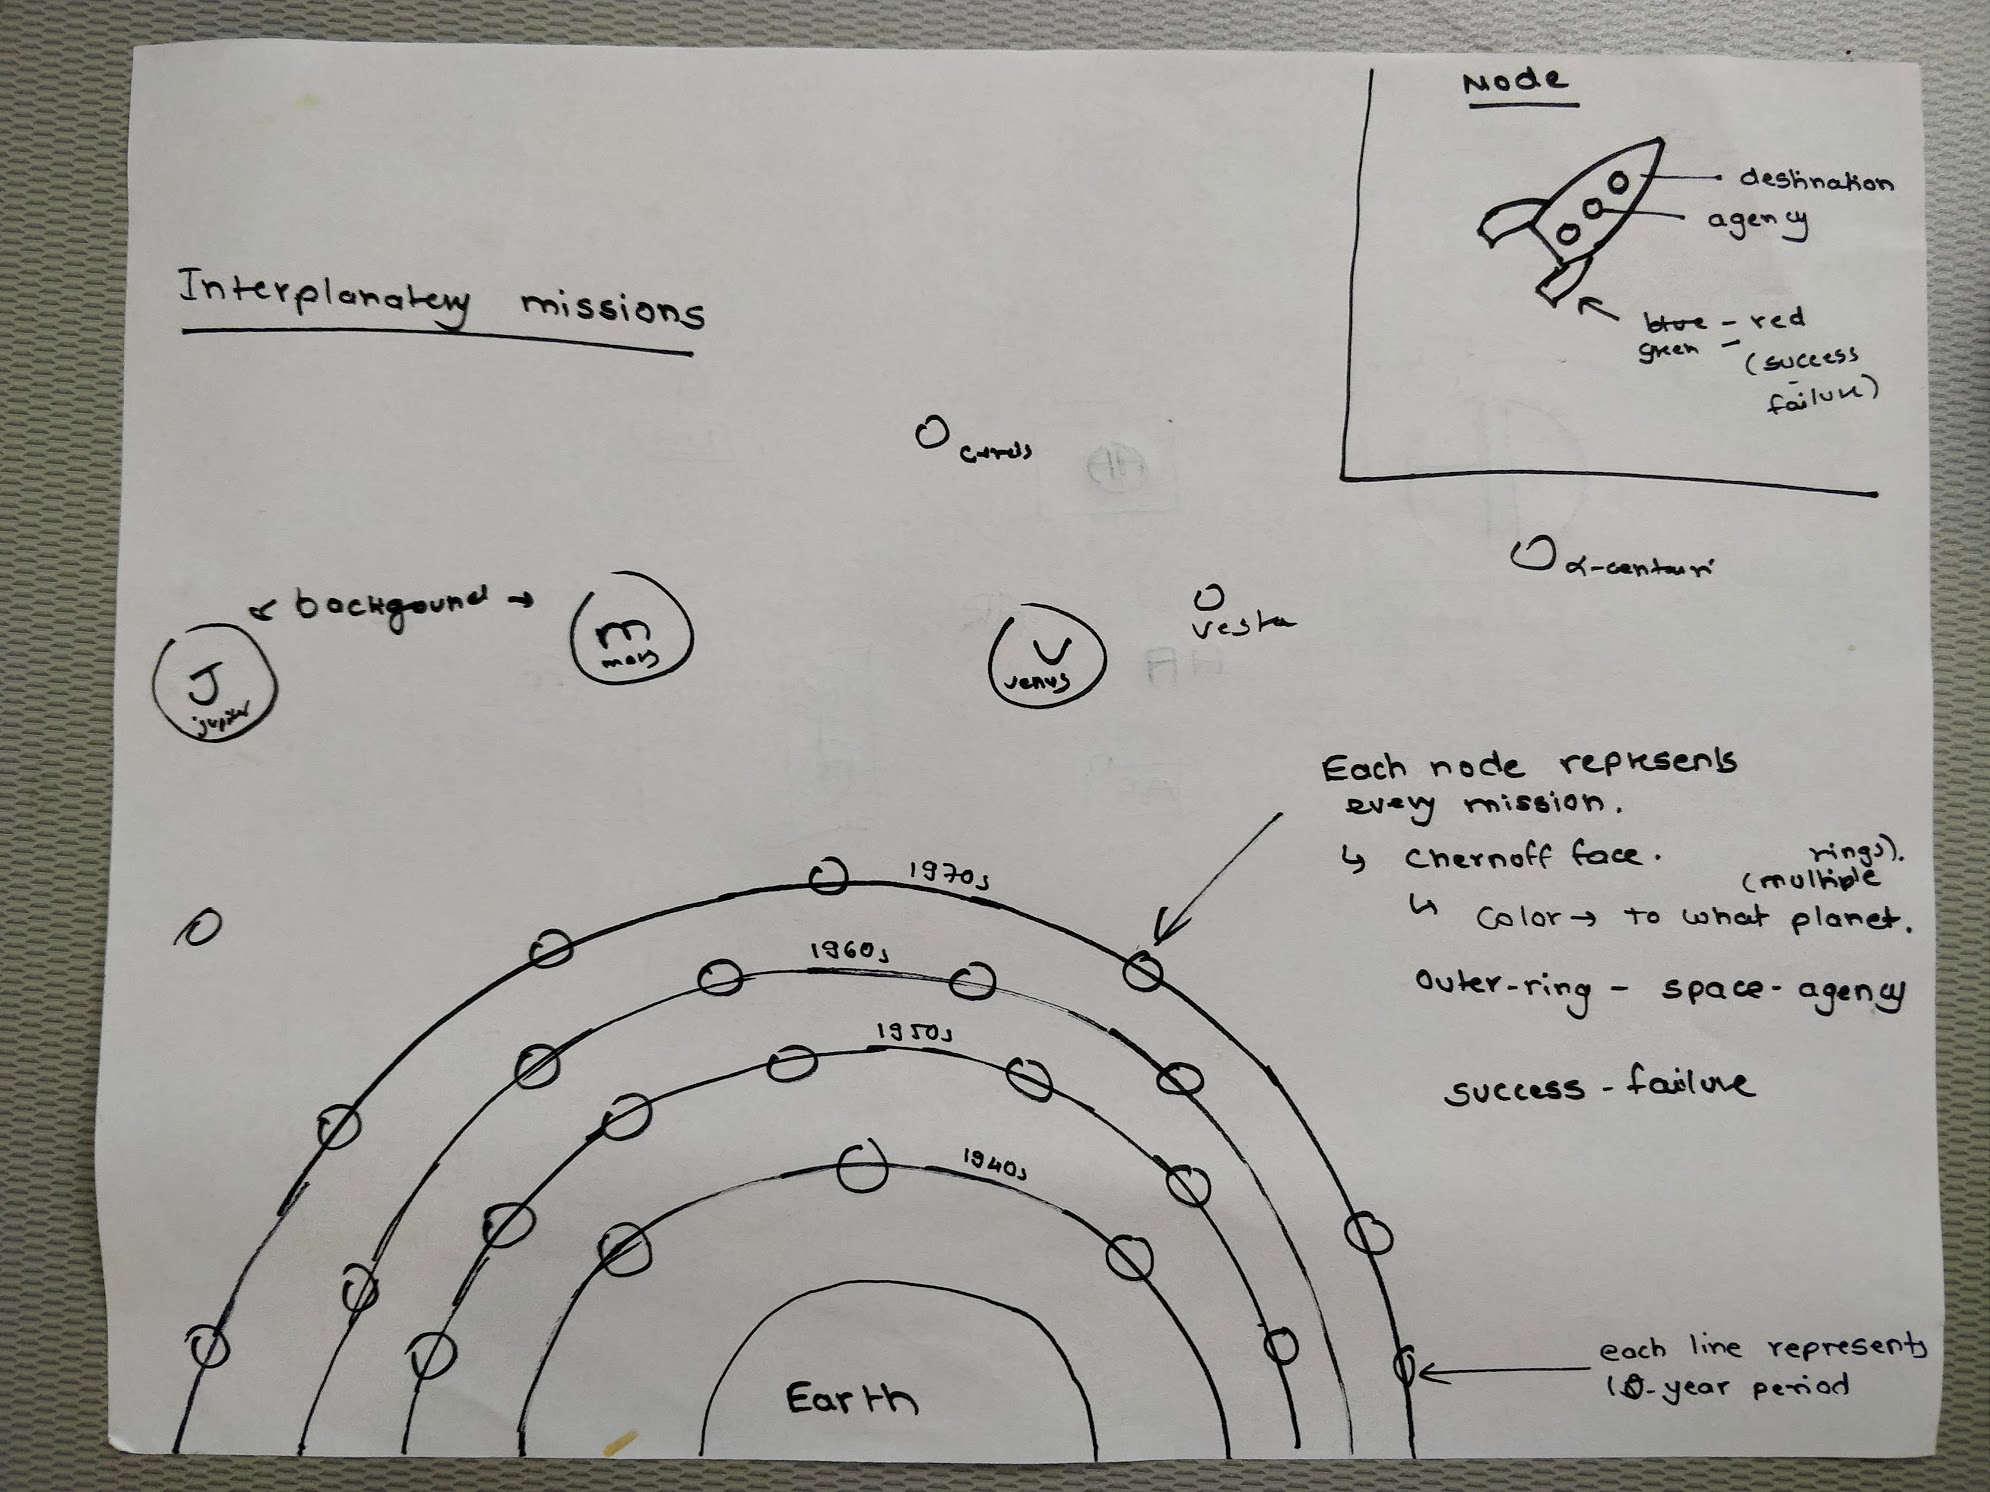 Node
destination
agency
blue - red
green -
(success
-
failure)
Interplanatery missions
α-centauri
← background →
Vesta
J
jupiter
m
mars
V
venus
Each node represents
every mission.
↳ Chernoff face.
rings).
(multiple
↳ Color → to what planet.
Outer-ring - space-agency
success - failure
1970s
1960s
1950s
1940s
Earth
each line represents
10-year period